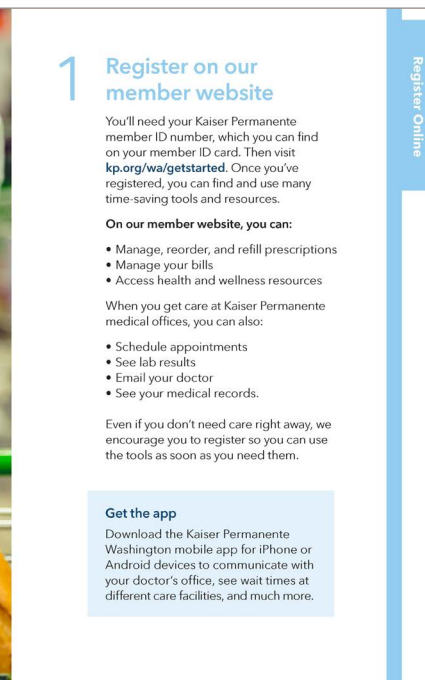 1
Register on our
member website
You'll need your Kaiser Permanente
member ID number, which you can find
on your member ID card. Then visit
kp.org/wa/getstarted. Once you've
registered, you can find and use many
time-saving tools and resources.
On our member website, you can:
• Manage, reorder, and refill prescriptions
• Manage your bills
• Access health and wellness resources
When you get care at Kaiser Permanente
medical offices, you can also:
• Schedule appointments
• See lab results
• Email your doctor
• See your medical records.
Even if you don't need care right away, we
encourage you to register so you can use
the tools as soon as you need them.
Get the app
Download the Kaiser Permanente
Washington mobile app for iPhone or
Android devices to communicate with
your doctor's office, see wait times at
different care facilities, and much more.
Register Online